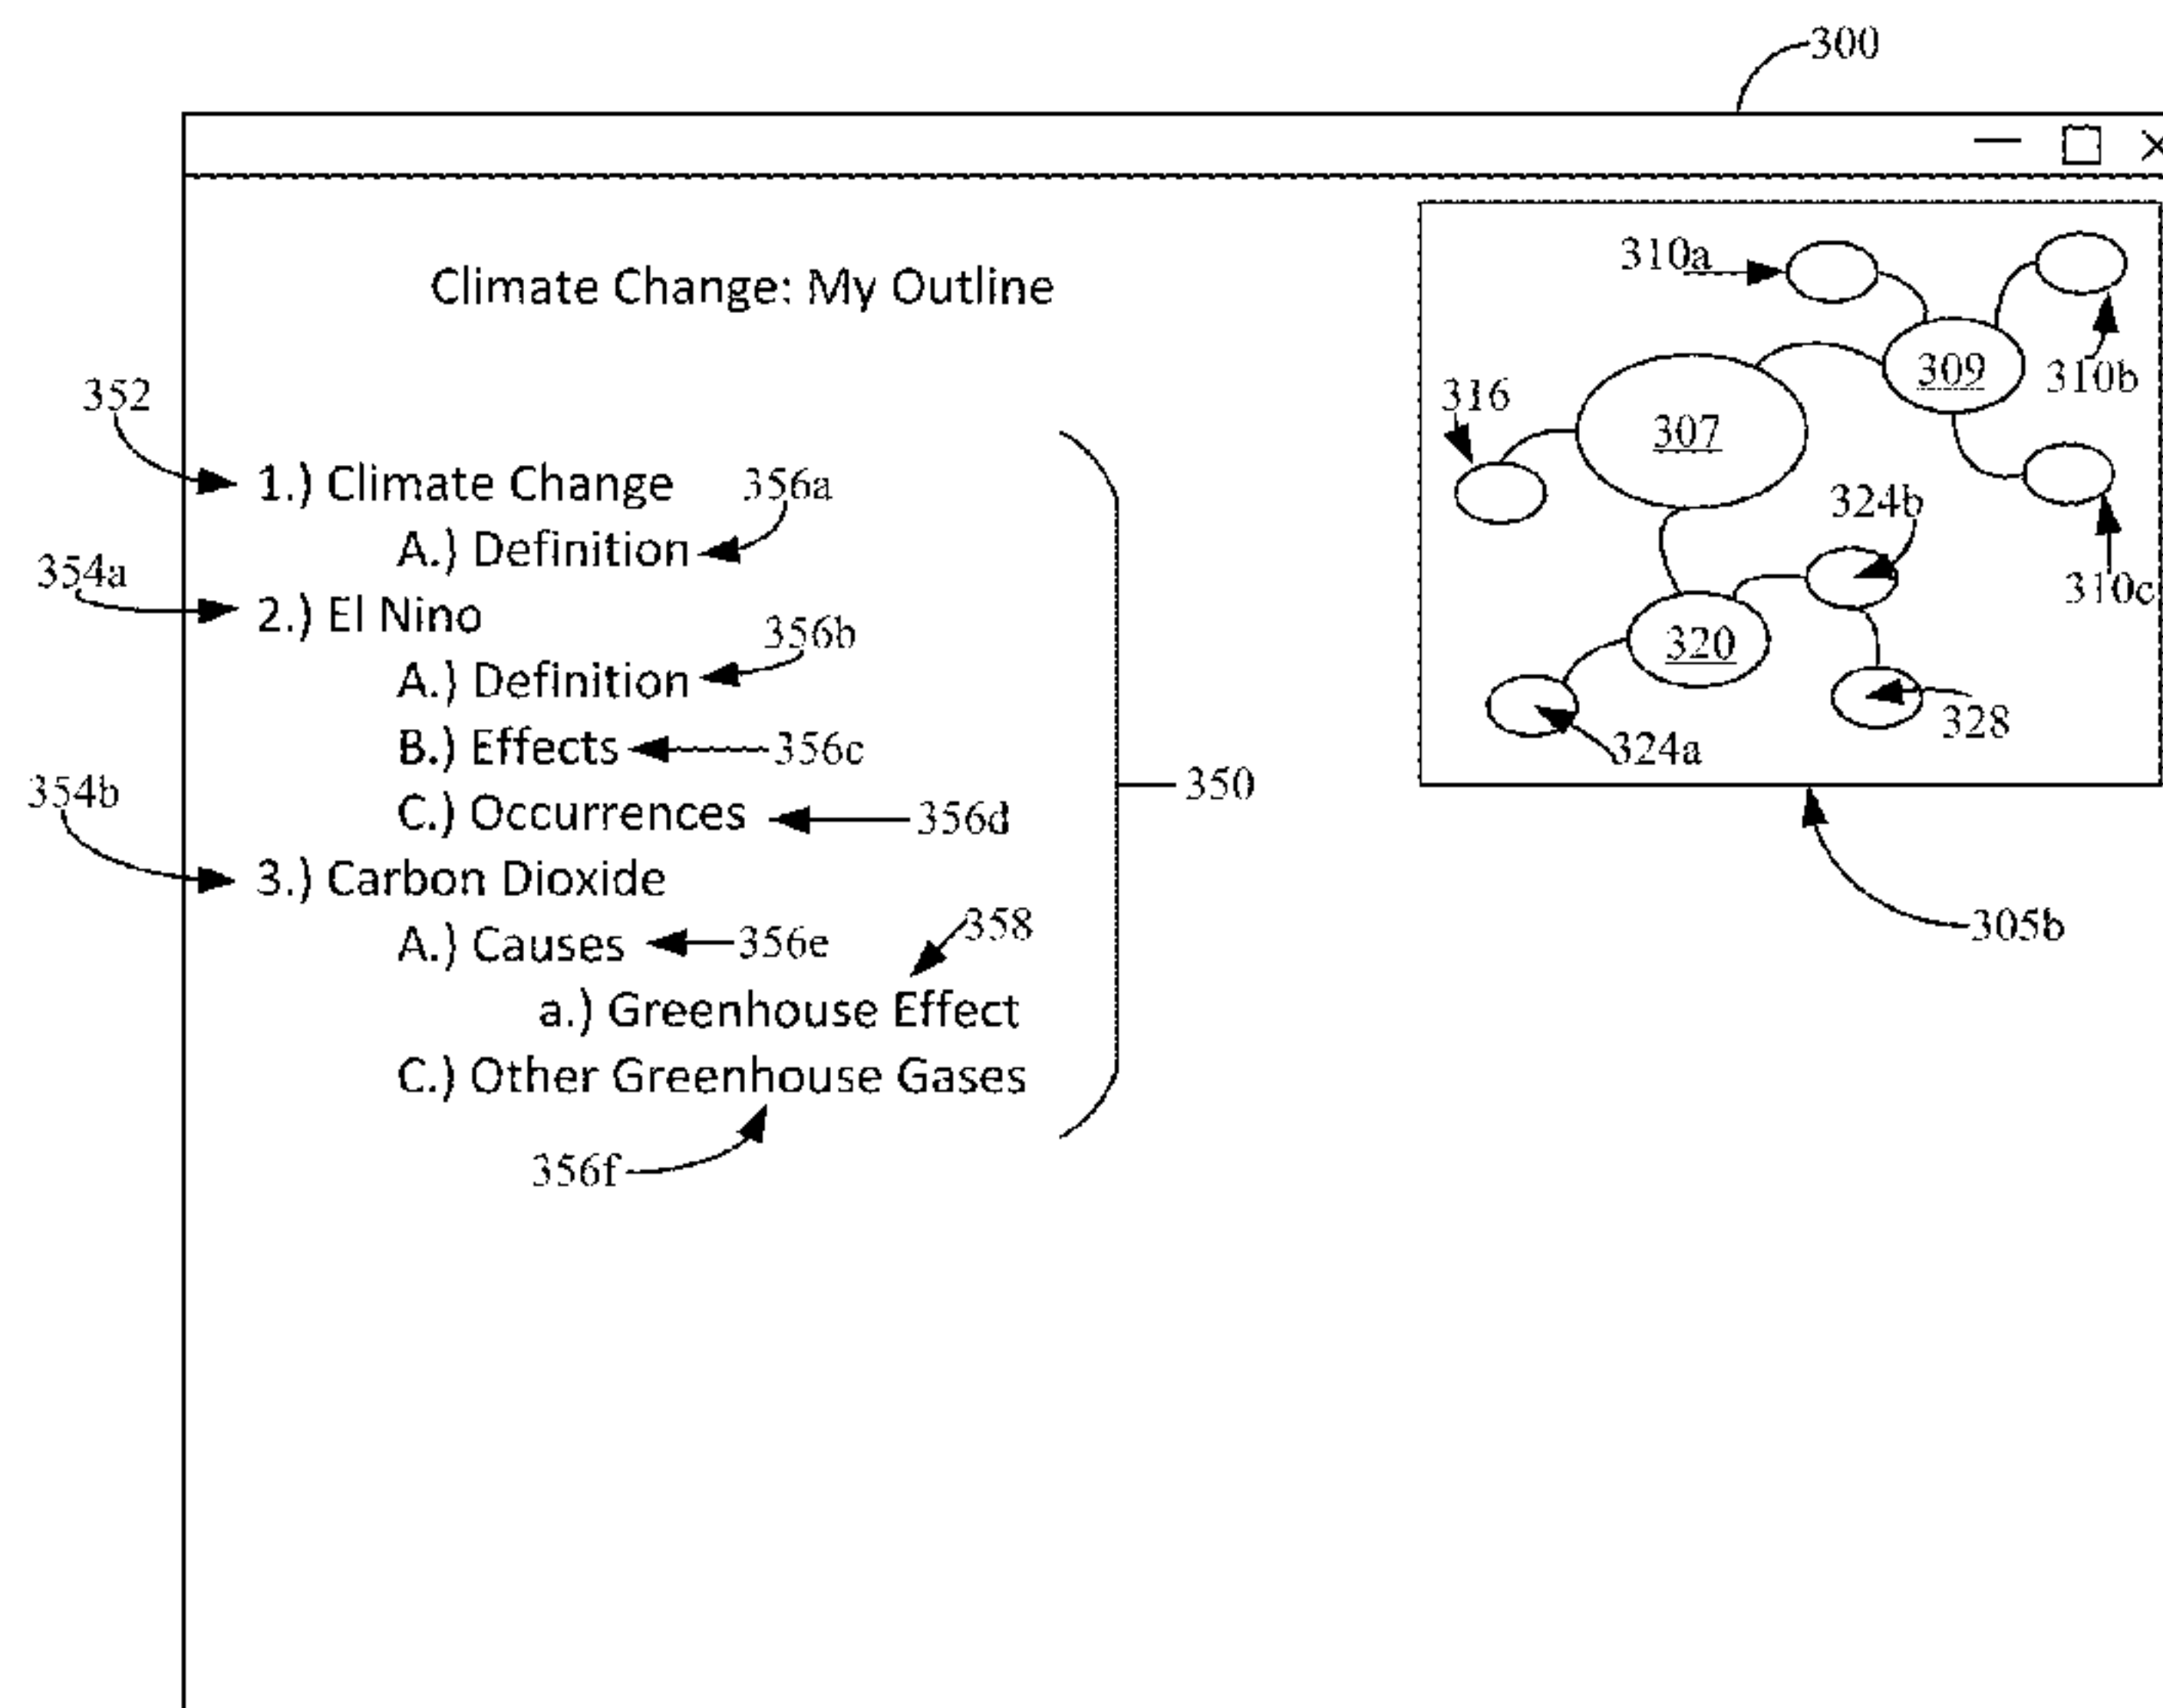 300
Climate Change: My Outline
310a
310b
309
307
316
310c
324b
320
324a
328
305b
352
1.) Climate Change
356a
A.) Definition
354a
2.) El Nino
356b
A.) Definition
B.) Effects
356c
350
354b
C.) Occurrences
356d
3.) Carbon Dioxide
358
A.) Causes
356e
a.) Greenhouse Effect
C.) Other Greenhouse Gases
356f